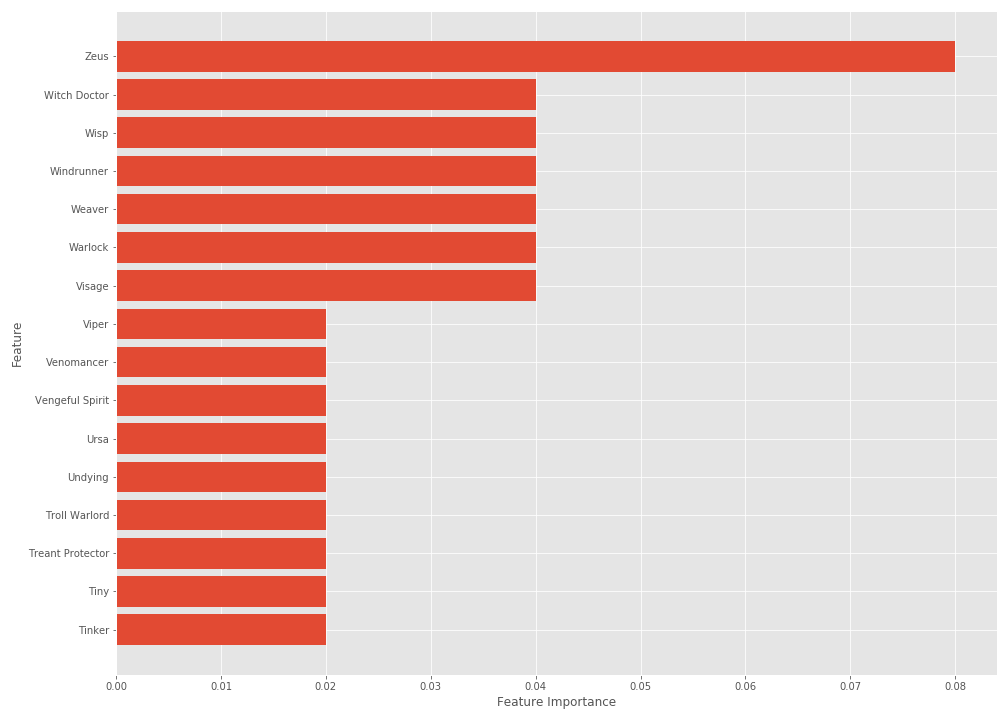 Zeus
Witch Doctor
Wisp
Windrunner
Weaver
Warlock
Visage
Viper
Venomancer
Vengeful Spirit
Ursa
Undying
Troll Warlord
Treant Protector
Tiny
Tinker
Feature
0.00 0.01 0.02 0.03 0.04 0.05 0.06 0.07 0.08
Feature Importance